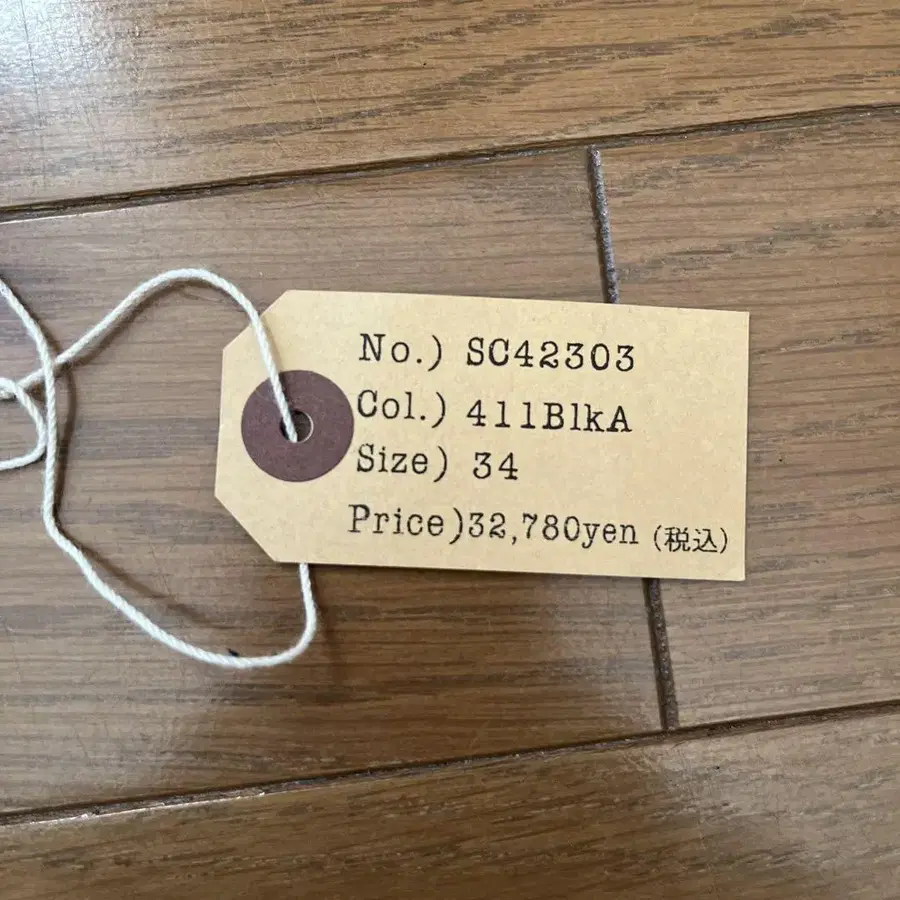 No.) SC42303
Col.) 411BlkA
Size) 34
Price)32,780yen (税込)